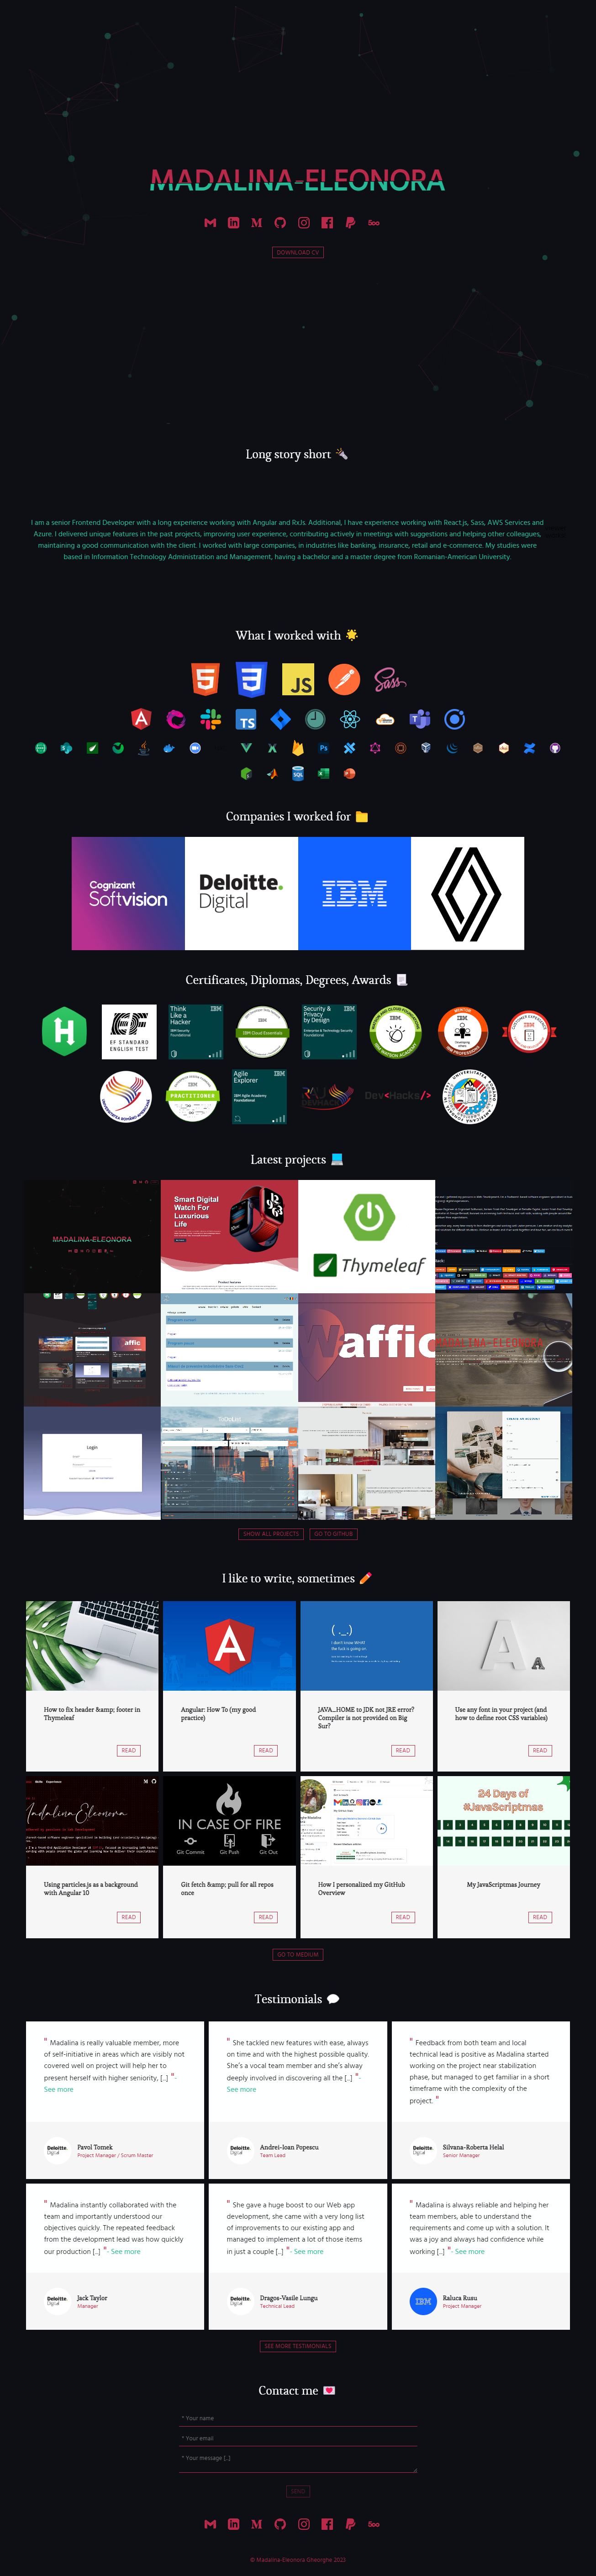 MADALINA-ELEONORA
DOWNLOAD CV
Long story short
I am a senior Frontend Developer with a long experience working with Angular and RxJs. Additional, I have experience working with React.js, Sass, AWS Services and
Azure. I delivered unique features in the past projects, improving user experience, contributing actively in meetings with suggestions and helping other colleagues,
maintaining a good communication with the client. I worked with large companies, in industries like banking, insurance, retail and e-commerce. My studies were
based in Information Technology Administration and Management, having a bachelor and a master degree from Romanian-American University.
What I worked with
Companies I worked for
Cognizant
Softvision
Deloitte.
Digital
IBM
Certificates, Diplomas, Degrees, Awards
EF STANDARD
ENGLISH TEST
Think
Like a
Hacker
IBM Cloud Essentials
Security &
Privacy
by Design
PRACTITIONER
Agile
Explorer
Dev<Hacks/>
Latest projects
MADALINA-ELEONORA
Smart Digital
Watch For
Luxurious
Life
Thymeleaf
Waffic
MADALINA-ELEONORA
Login
SHOW ALL PROJECTS
GO TO GITHUB
I like to write, sometimes
How to fix header &amp; footer in
Thymeleaf
READ
Angular: How To (my good
practice)
READ
JAVA_HOME to JDK not JRE error?
Compiler is not provided on Big
Sur?
READ
Use any font in your project (and
how to define root CSS variables)
READ
MadalinaEleonora
IN CASE OF FIRE
Git Commit
Git Push
Git Out
24 Days of
#JavaScriptmas
Using particles.js as a background
with Angular 10
READ
Git fetch &amp; pull for all repos
once
READ
How I personalized my GitHub
Overview
READ
My JavaScriptmas Journey
READ
GO TO MEDIUM
Testimonials
" Madalina is really valuable member, more
of self-initiative in areas which are visibly not
covered well on project will help her to
present herself with higher seniority, [...] "-
See more
Pavol Tomek
Project Manager / Scrum Master
" She tackled new features with ease, always
on time and with the highest possible quality.
She's a vocal team member and she's alway
deeply involved in discovering all the [...] "-
See more
Andrei-Ioan Popescu
Team Lead
" Feedback from both team and local
technical lead is positive as Madalina started
working on the project near stabilization
phase, but managed to get familiar in a short
timeframe with the complexity of the
project. "
Silvana-Roberta Helal
Senior Manager
" Madalina instantly collaborated with the
team and importantly understood our
objectives quickly. The repeated feedback
from the development lead was how quickly
our production [...] "- See more
Jack Taylor
Manager
" She gave a huge boost to our Web app
development, she came with a very long list
of improvements to our existing app and
managed to implement a lot of those items
in just a couple [...] "- See more
Dragos-Vasile Lungu
Technical Lead
" Madalina is always reliable and helping her
team members, able to understand the
requirements and come up with a solution. It
was a joy and always had confidence while
working [...] "- See more
Raluca Rusu
Project Manager
SEE MORE TESTIMONIALS
Contact me
* Your name
* Your email
* Your message [...]
SEND
© Madalina-Eleonora Gheorghe 2023